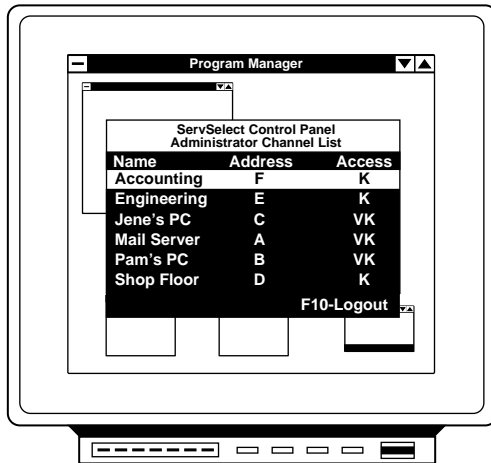 Program Manager
ServSelect Control Panel
Administrator Channel List
Name Address Access
Accounting F K
Engineering E K
Jene's PC C VK
Mail Server A VK
Pam's PC B VK
Shop Floor D K
F10-Logout